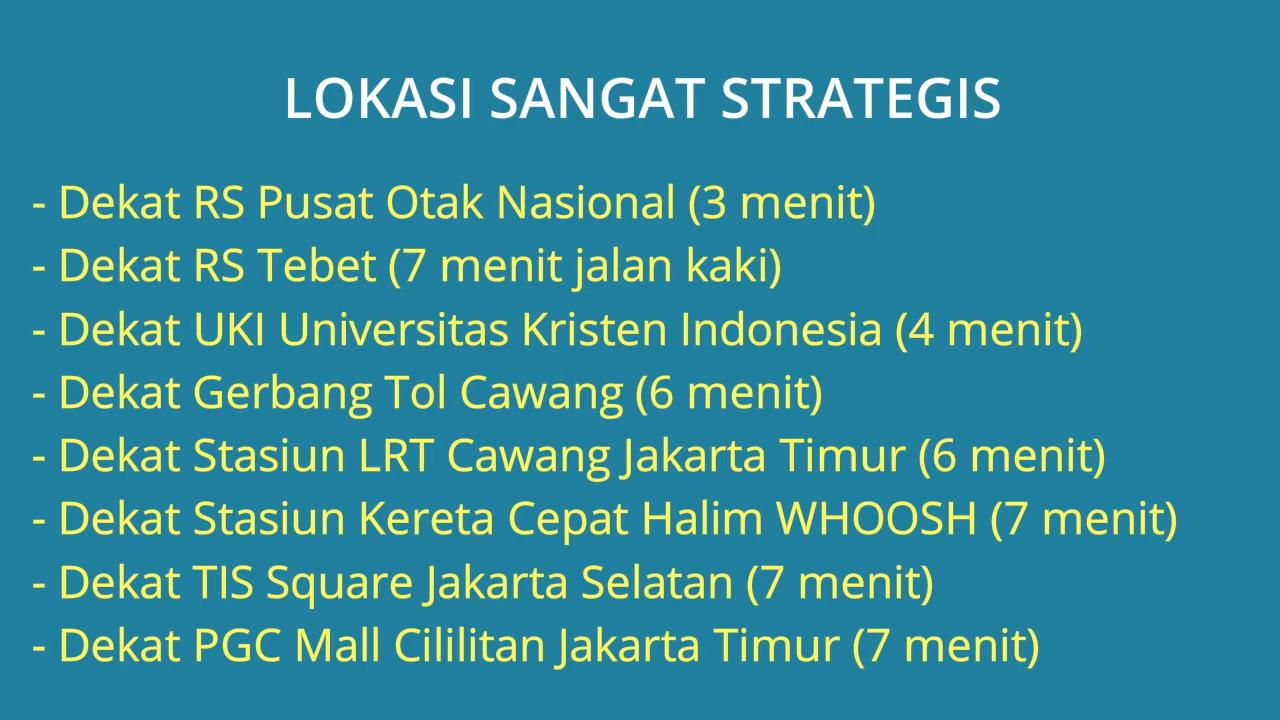 LOKASI SANGAT STRATEGIS
- Dekat RS Pusat Otak Nasional (3 menit)
- Dekat RS Tebet (7 menit jalan kaki)
- Dekat UKI Universitas Kristen Indonesia (4 menit)
- Dekat Gerbang Tol Cawang (6 menit)
- Dekat Stasiun LRT Cawang Jakarta Timur (6 menit)
- Dekat Stasiun Kereta Cepat Halim WHOOSH (7 menit)
- Dekat TIS Square Jakarta Selatan (7 menit)
- Dekat PGC Mall Cililitan Jakarta Timur (7 menit)